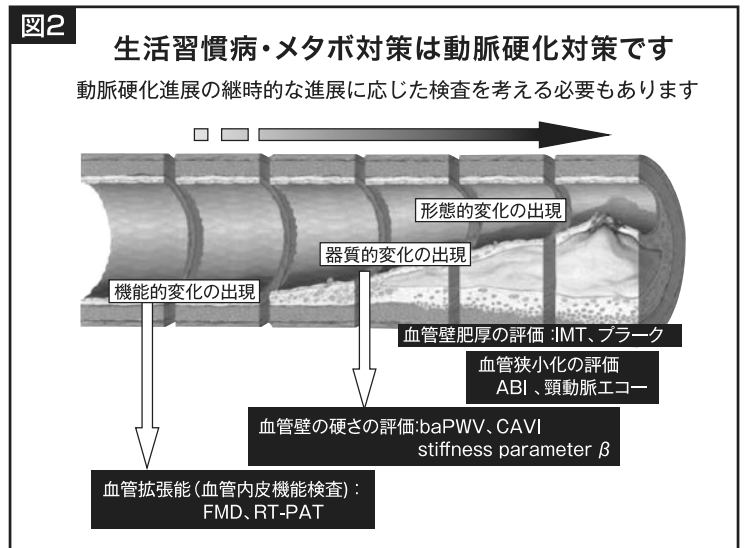 図2
生活習慣病・メタボ対策は動脈硬化対策です
動脈硬化進展の継時的な進展に応じた検査を考える必要もあります
形態的変化の出現
器質的変化の出現
機能的変化の出現
血管壁肥厚の評価:IMT、プラーク
血管狭小化の評価
ABI、頸動脈エコー
血管壁の硬さの評価:baPWV、CAVI
stiffness parameter β
血管拡張能(血管内皮機能検査):
FMD、RT-PAT